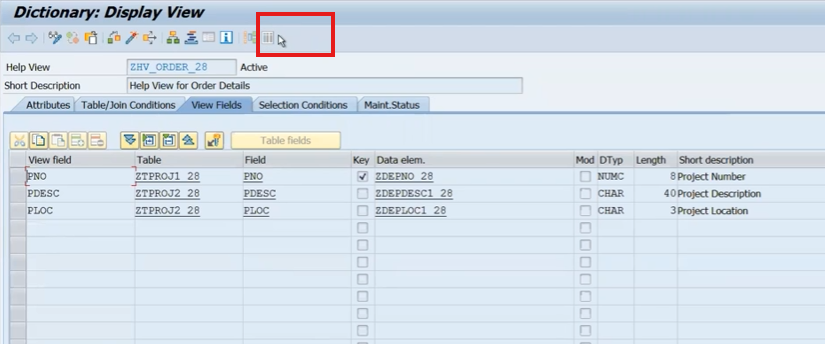 Dictionary: Display View
Help View ZHV_ORDER_28 Active
Short Description Help View for Order Details
Attributes Table/Join Conditions View Fields Selection Conditions Maint.Status
Table fields
View field Table Field Key Data elem. Mod DTyp Length Short description
PNO ZTPROJ1_28 PNO ZDEPNO_28 NUMC 8 Project Number
PDESC ZTPROJ2_28 PDESC ZDEPDESC1_28 CHAR 40 Project Description
PLOC ZTPROJ2_28 PLOC ZDEPLOC1_28 CHAR 3 Project Location